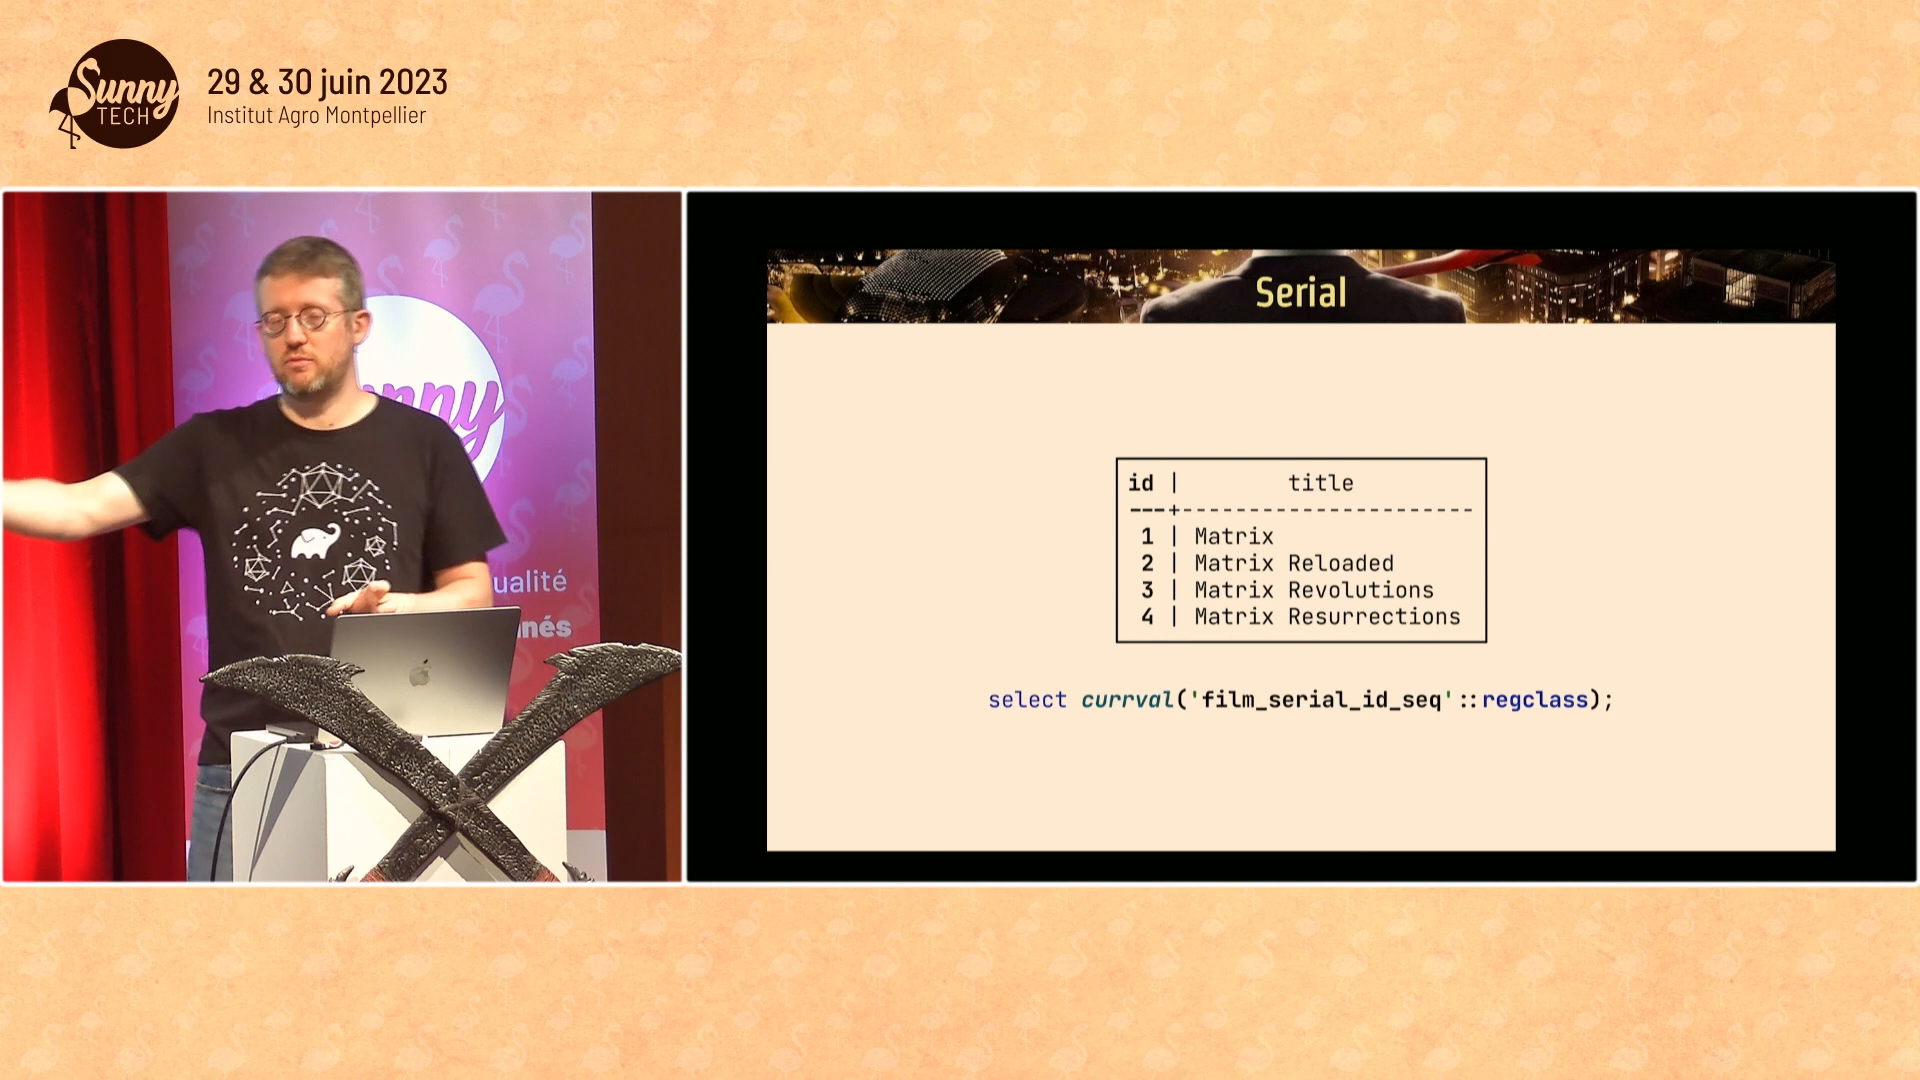 Sunny
TECH
29 & 30 juin 2023
Institut Agro Montpellier
nny
ualité
nés
Serial
id | title
---+----------------------
1 | Matrix
2 | Matrix Reloaded
3 | Matrix Revolutions
4 | Matrix Resurrections
select currval('film_serial_id_seq'::regclass);